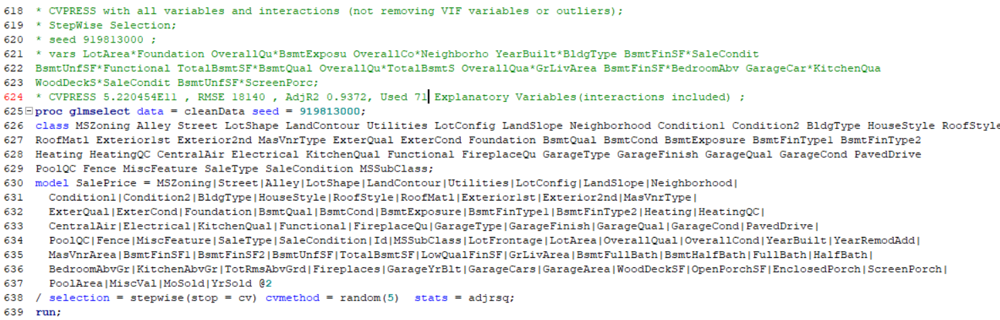 618 * CVPRESS with all variables and interactions (not removing VIF variables or outliers);
619 * StepWise Selection;
620 * seed 919813000 ;
621 * vars LotArea*Foundation OverallQu*BsmtExposu OverallCo*Neighborho YearBuilt*BldgType BsmtFinSF*SaleCondit
622 BsmtUnfSF*Functional TotalBsmtSF*BsmtQual OverallQu*TotalBsmtS OverallQua*GrLivArea BsmtFinSF*BedroomAbv GarageCar*KitchenQua
623 WoodDeckS*SaleCondit BsmtUnfSF*ScreenPorc;
624 * CVPRESS 5.220454E11 , RMSE 18140 , AdjR2 0.9372, Used 71 Explanatory Variables(interactions included) ;
625 proc glmselect data = cleanData seed = 919813000;
626 class MSZoning Alley Street LotShape LandContour Utilities LotConfig LandSlope Neighborhood Condition1 Condition2 BldgType HouseStyle RoofStyle
627 RoofMatl Exterior1st Exterior2nd MasVnrType ExterQual ExterCond Foundation BsmtQual BsmtCond BsmtExposure BsmtFinType1 BsmtFinType2
628 Heating HeatingQC CentralAir Electrical KitchenQual Functional FireplaceQu GarageType GarageFinish GarageQual GarageCond PavedDrive
629 PoolQC Fence MiscFeature SaleType SaleCondition MSSubClass;
630 model SalePrice = MSZoning|Street|Alley|LotShape|LandContour|Utilities|LotConfig|LandSlope|Neighborhood|
631 Condition1|Condition2|BldgType|HouseStyle|RoofStyle|RoofMatl|Exterior1st|Exterior2nd|MasVnrType|
632 ExterQual|ExterCond|Foundation|BsmtQual|BsmtCond|BsmtExposure|BsmtFinType1|BsmtFinType2|Heating|HeatingQC|
633 CentralAir|Electrical|KitchenQual|Functional|FireplaceQu|GarageType|GarageFinish|GarageQual|GarageCond|PavedDrive|
634 PoolQC|Fence|MiscFeature|SaleType|SaleCondition|Id|MSSubClass|LotFrontage|LotArea|OverallQual|OverallCond|YearBuilt|YearRemodAdd|
635 MasVnrArea|BsmtFinSF1|BsmtFinSF2|BsmtUnfSF|TotalBsmtSF|LowQualFinSF|GrLivArea|BsmtFullBath|BsmtHalfBath|FullBath|HalfBath|
636 BedroomAbvGr|KitchenAbvGr|TotRmsAbvGrd|Fireplaces|GarageYrBlt|GarageCars|GarageArea|WoodDeckSF|OpenPorchSF|EnclosedPorch|ScreenPorch|
637 PoolArea|MiscVal|MoSold|YrSold @2
638 / selection = stepwise(stop = cv) cvmethod = random(5) stats = adjrsq;
639 run;